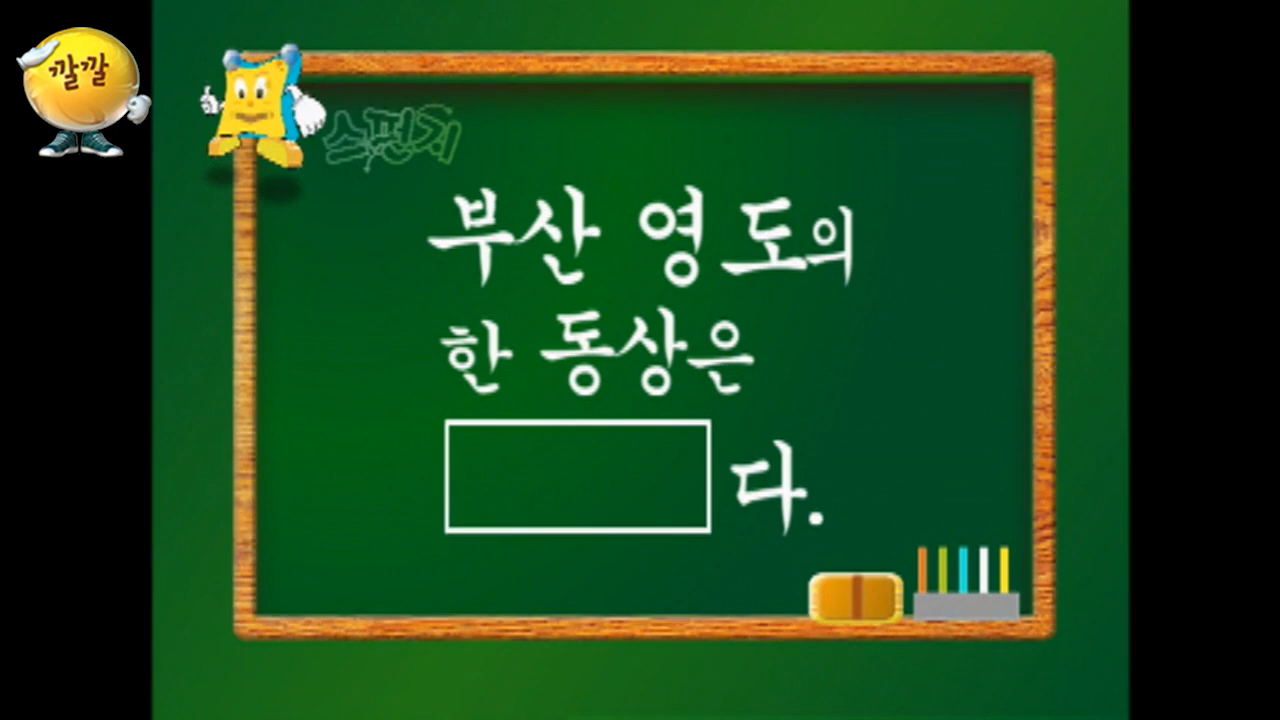 깔깔
스펀지
부산 영도의
한 동상은
다.